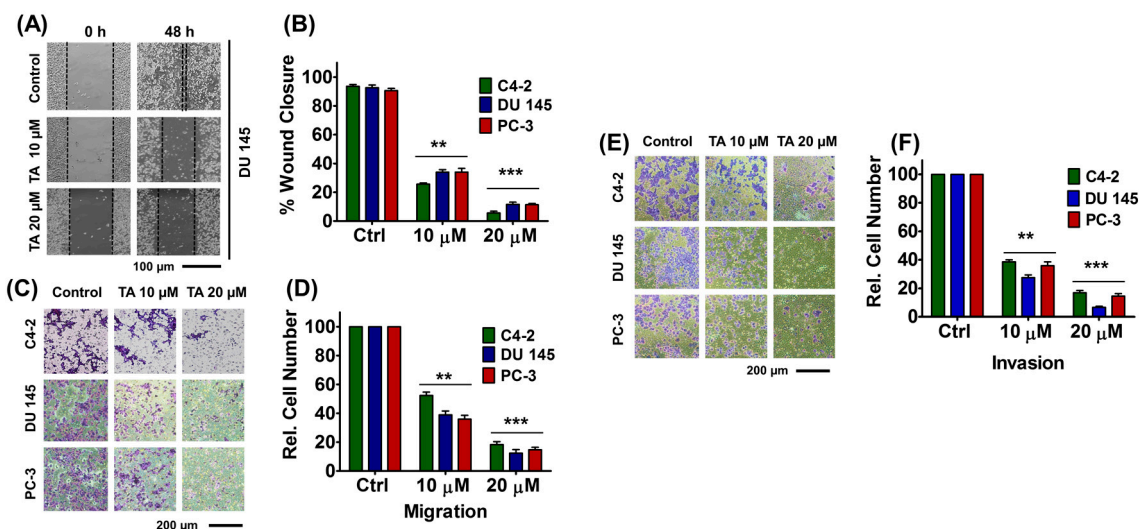 (A)
0 h
48 h
Control
TA 10 µM
TA 20 µM
DU 145
100 µm
(B)
% Wound Closure
100
80
60
40
20
0
C4-2
DU 145
PC-3
**
***
Ctrl
10 µM
20 µM
(C)
Control
TA 10 µM
TA 20 µM
C4-2
DU 145
PC-3
200 µm
(D)
Rel. Cell Number
100
80
60
40
20
0
C4-2
DU 145
PC-3
**
***
Ctrl
10 µM
20 µM
Migration
(E)
Control
TA 10 µM
TA 20 µM
C4-2
DU 145
PC-3
200 µm
(F)
Rel. Cell Number
100
80
60
40
20
0
C4-2
DU 145
PC-3
**
***
Ctrl
10 µM
20 µM
Invasion